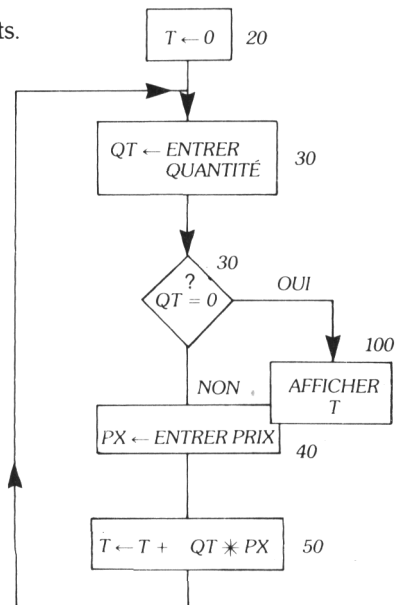 ts.
T ← 0 20
QT ← ENTRER
QUANTITÉ
30
30
?
QT = 0
OUI
100
NON
AFFICHER
T
PX ← ENTRER PRIX
40
T ← T + QT ✳ PX 50